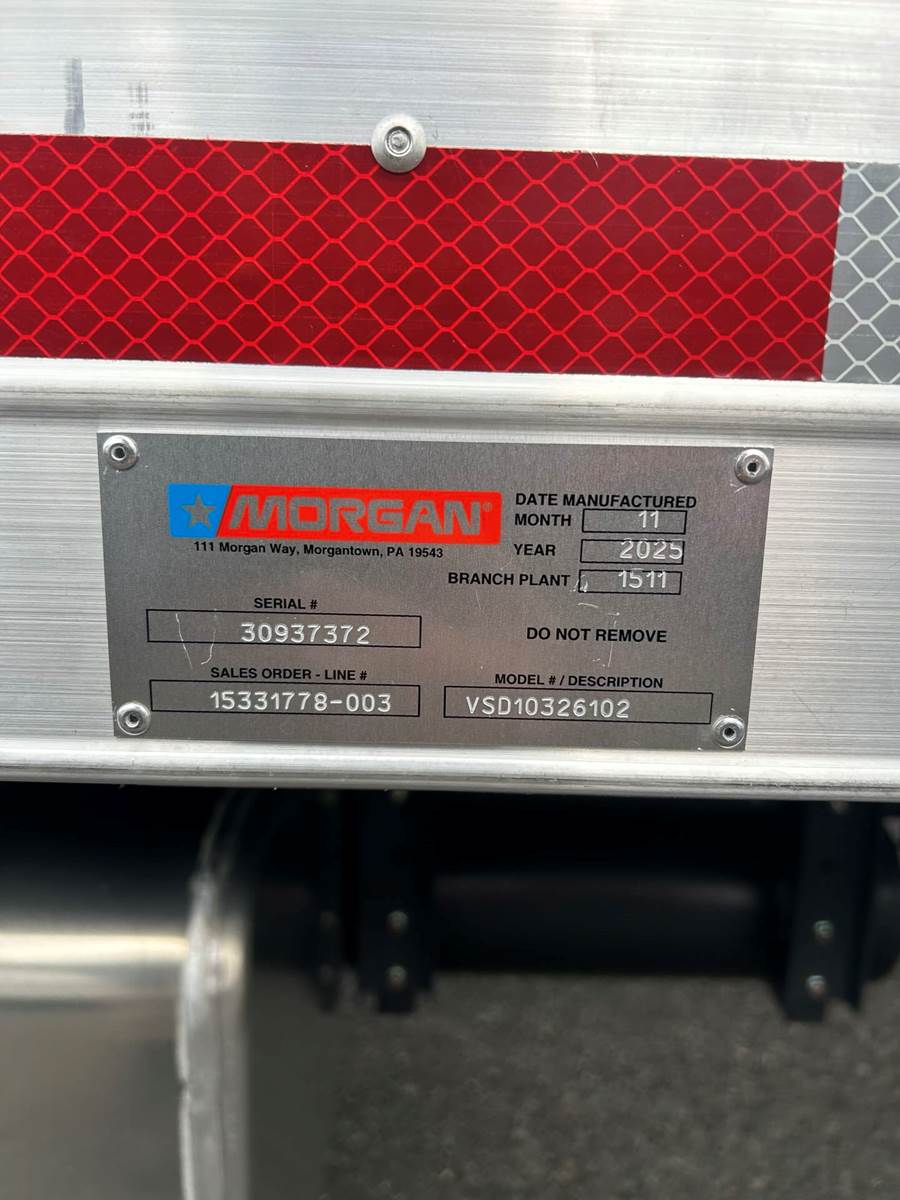 MORGAN®
111 Morgan Way, Morgantown, PA 19543
DATE MANUFACTURED
MONTH 11
YEAR 2025
BRANCH PLANT 1511
SERIAL #
30937372
DO NOT REMOVE
SALES ORDER - LINE #
15331778-003
MODEL # / DESCRIPTION
VSD10326102